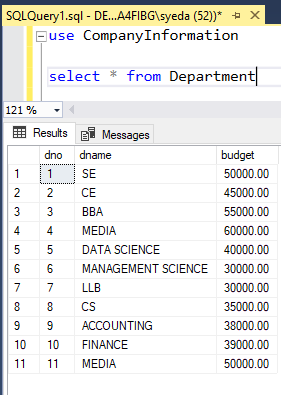 SQLQuery1.sql - DE...A4FIBG\syeda (52))*
use CompanyInformation
select * from Department
121 %
Results Messages
dno dname budget
1 1 SE 50000.00
2 2 CE 45000.00
3 3 BBA 55000.00
4 4 MEDIA 60000.00
5 5 DATA SCIENCE 40000.00
6 6 MANAGEMENT SCIENCE 30000.00
7 7 LLB 30000.00
8 8 CS 35000.00
9 9 ACCOUNTING 38000.00
10 10 FINANCE 39000.00
11 11 MEDIA 50000.00